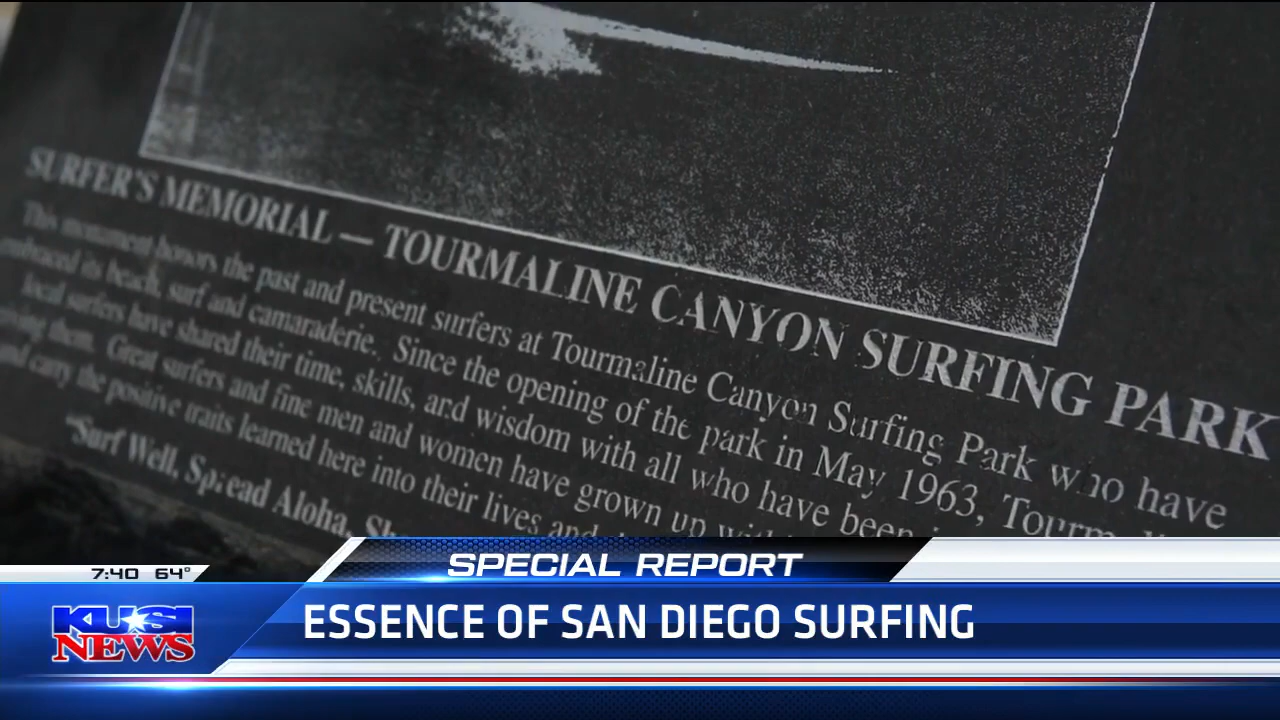 SURFER'S MEMORIAL — TOURMALINE CANYON SURFING PARK
This monument honors the past and present surfers at Tourmaline Canyon Surfing Park who have
embraced its beach, surf and camaraderie. Since the opening of the park in May 1963,
local surfers have shared their time, skills, and wisdom with all who have been
them. Great surfers and fine men and women have grown up
and carry the positive traits learned here into their lives and
"Surf Well, Spread Aloha,
SPECIAL REPORT
7:40 64°
ESSENCE OF SAN DIEGO SURFING
KUSI
NEWS